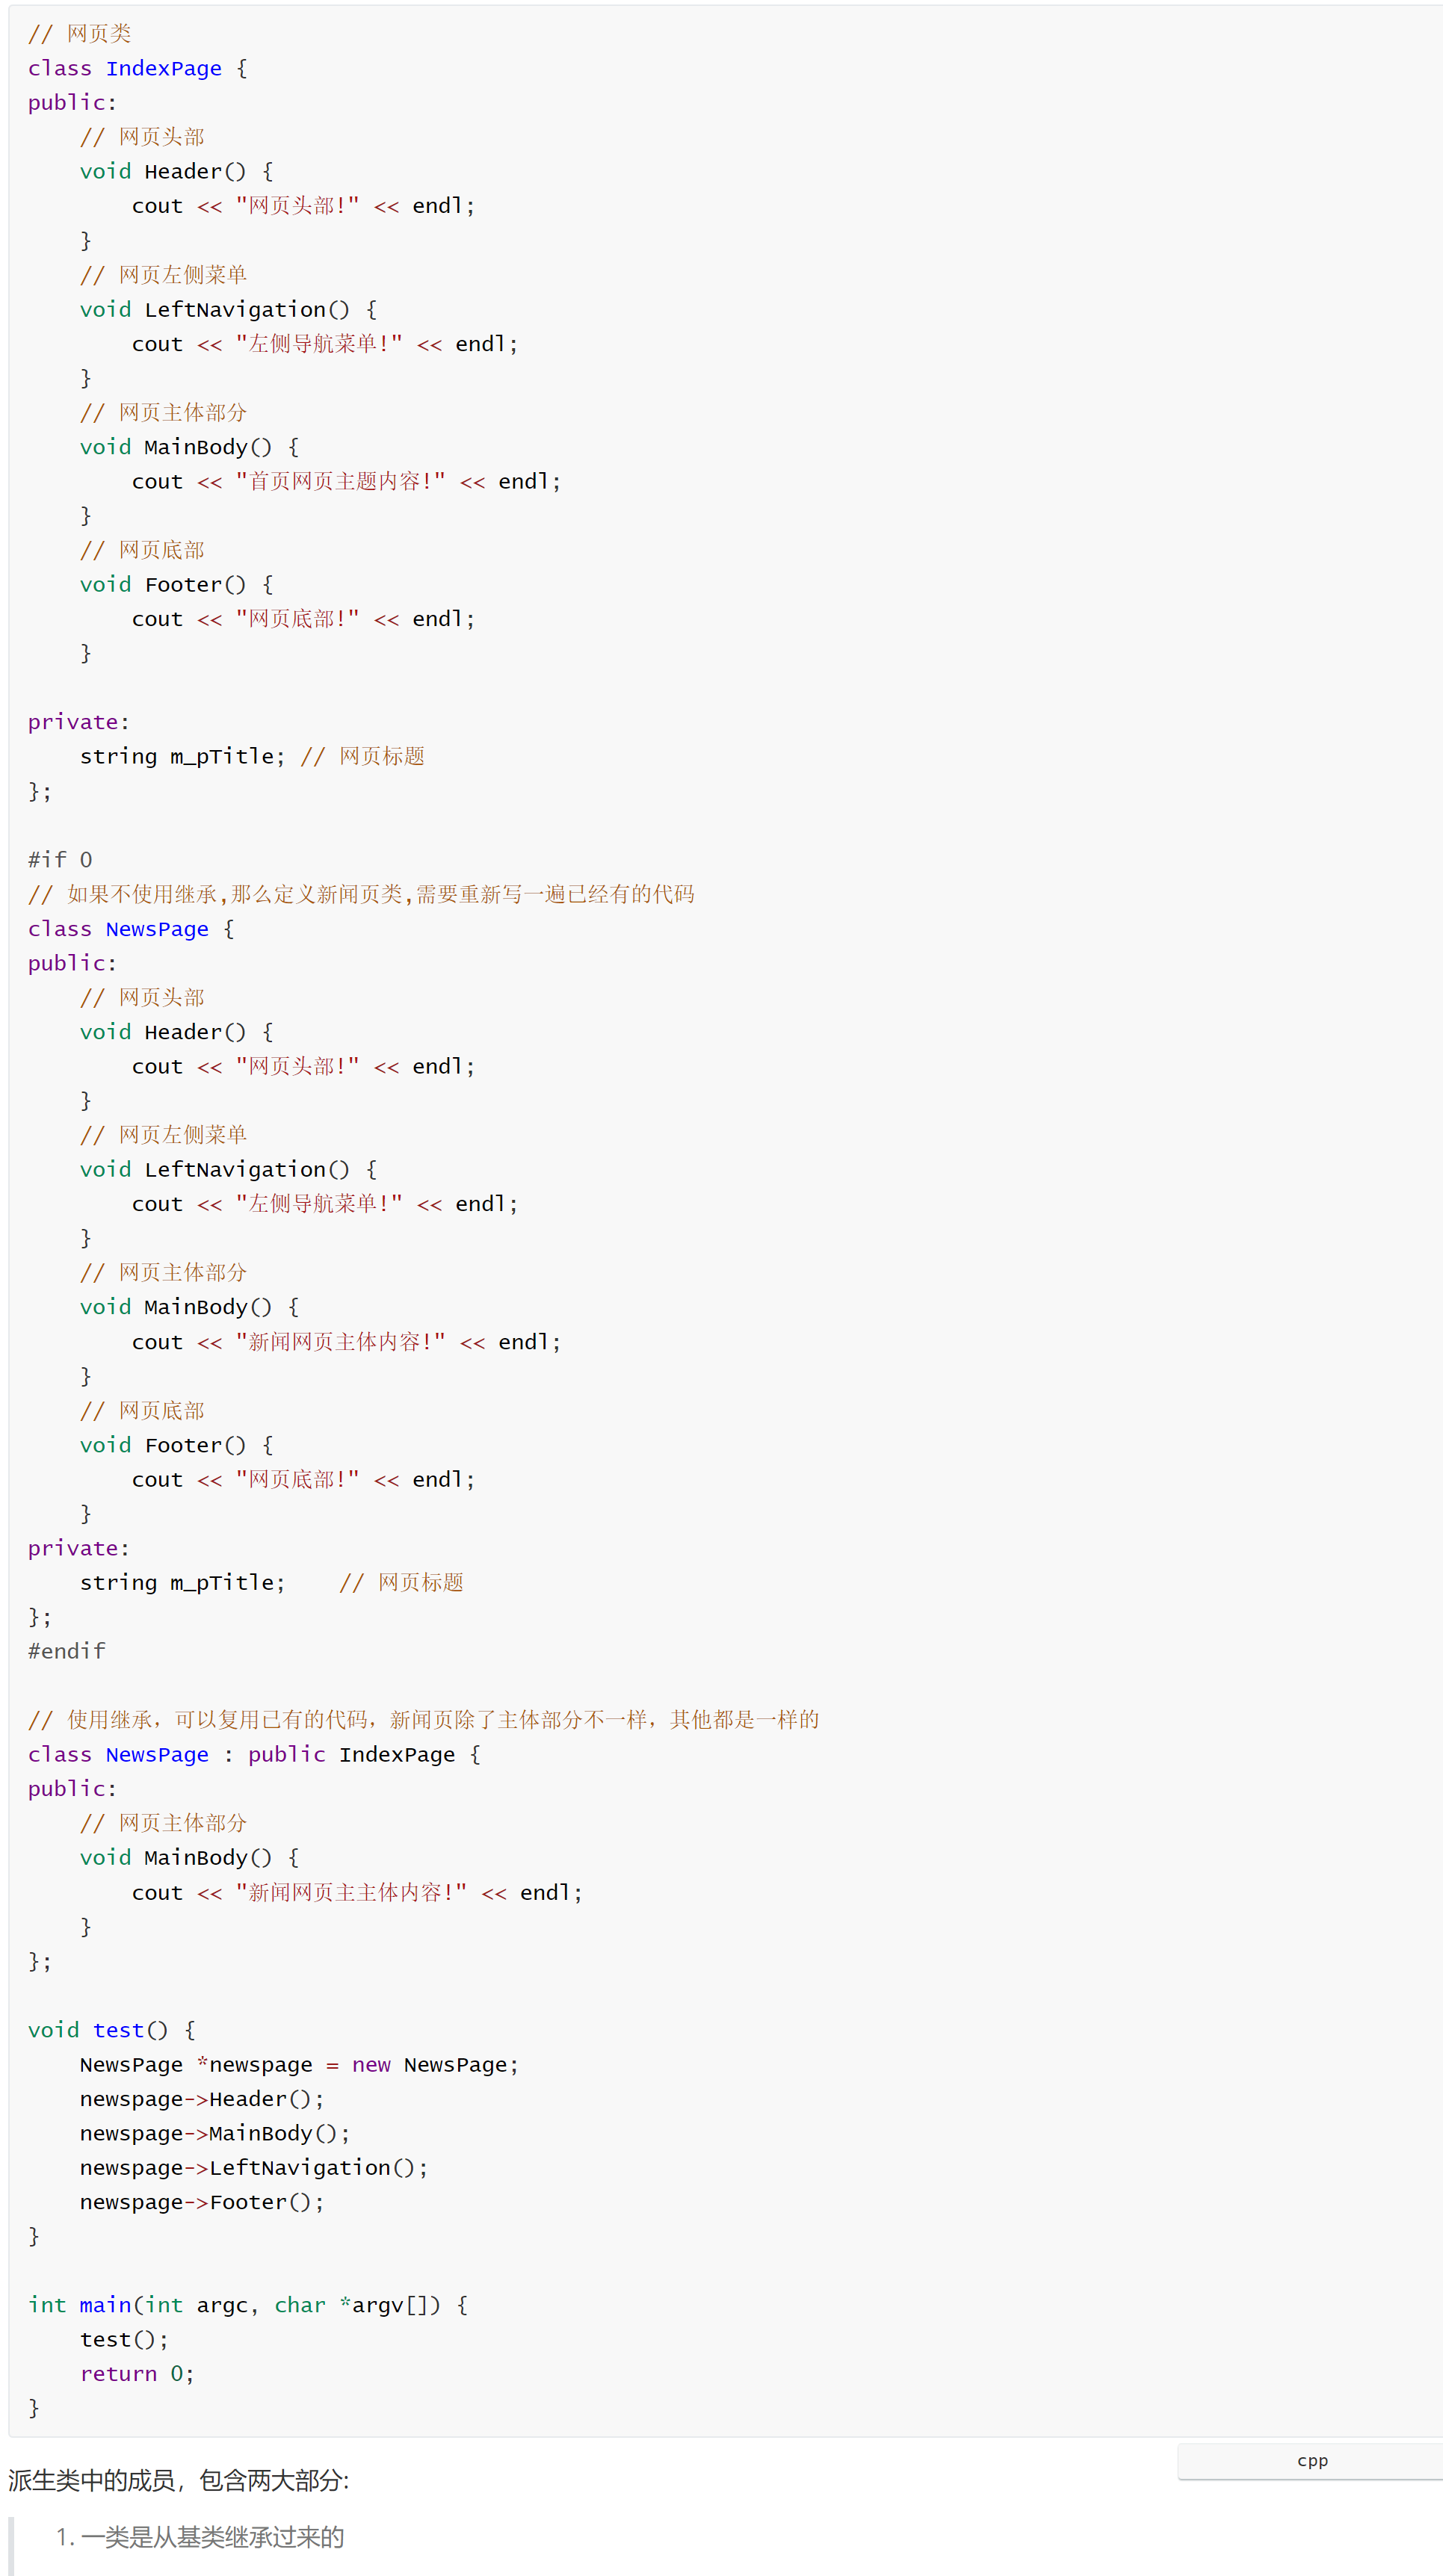 // 网页类
class IndexPage {
public:
    // 网页头部
    void Header() {
        cout << "网页头部!" << endl;
    }
    // 网页左侧菜单
    void LeftNavigation() {
        cout << "左侧导航菜单!" << endl;
    }
    // 网页主体部分
    void MainBody() {
        cout << "首页网页主题内容!" << endl;
    }
    // 网页底部
    void Footer() {
        cout << "网页底部!" << endl;
    }

private:
    string m_pTitle; // 网页标题
};

#if 0
// 如果不使用继承,那么定义新闻页类,需要重新写一遍已经有的代码
class NewsPage {
public:
    // 网页头部
    void Header() {
        cout << "网页头部!" << endl;
    }
    // 网页左侧菜单
    void LeftNavigation() {
        cout << "左侧导航菜单!" << endl;
    }
    // 网页主体部分
    void MainBody() {
        cout << "新闻网页主体内容!" << endl;
    }
    // 网页底部
    void Footer() {
        cout << "网页底部!" << endl;
    }
private:
    string m_pTitle;    // 网页标题
};
#endif

// 使用继承，可以复用已有的代码，新闻页除了主体部分不一样，其他都是一样的
class NewsPage : public IndexPage {
public:
    // 网页主体部分
    void MainBody() {
        cout << "新闻网页主主体内容!" << endl;
    }
};

void test() {
    NewsPage *newspage = new NewsPage;
    newspage->Header();
    newspage->MainBody();
    newspage->LeftNavigation();
    newspage->Footer();
}

int main(int argc, char *argv[]) {
    test();
    return 0;
}
cpp
派生类中的成员，包含两大部分:
1. 一类是从基类继承过来的